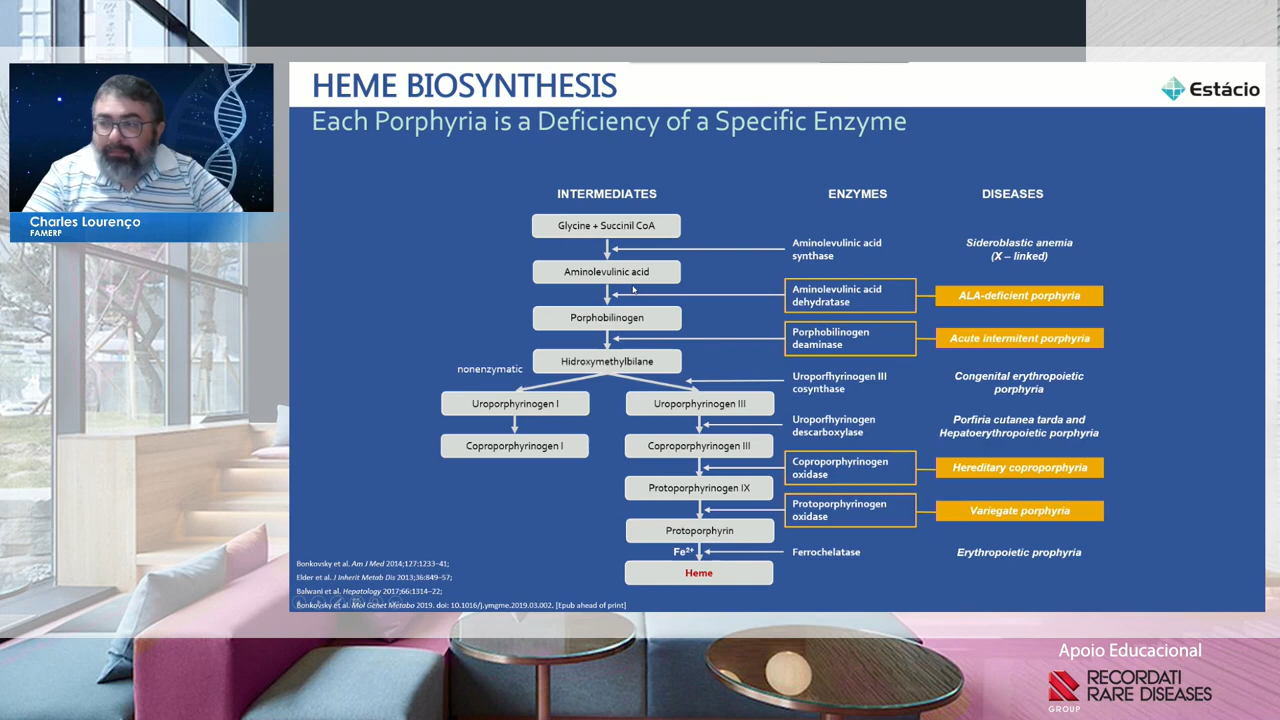 HEME BIOSYNTHESIS
Estácio
Each Porphyria is a Deficiency of a Specific Enzyme
Charles Lourenço
FAMERP
INTERMEDIATES
ENZYMES
DISEASES
Glycine + Succinil CoA
Aminolevulinic acid
synthase
Sideroblastic anemia
(X – linked)
Aminolevulinic acid
Aminolevulinic acid
dehydratase
ALA-deficient porphyria
Porphobilinogen
Porphobilinogen
deaminase
Acute intermitent porphyria
Hidroxymethylbilane
nonenzymatic
Uroporfhyrinogen III
cosynthase
Congenital erythropoietic
porphyria
Uroporphyrinogen I
Uroporphyrinogen III
Uroporfhyrinogen
descarboxylase
Porfiria cutanea tarda and
Hepatoerythropoietic porphyria
Coproporphyrinogen I
Coproporphyrinogen III
Coproporphyrinogen
oxidase
Hereditary coproporphyria
Protoporphyrinogen IX
Protoporphyrinogen
oxidase
Variegate porphyria
Protoporphyrin
Fe²⁺
Ferrochelatase
Erythropoietic prophyria
Heme
Bonkovsky et al. Am J Med 2014;127:1233–41;
Elder et al. J Inherit Metab Dis 2013;36:849–57;
Balwani et al. Hepatology 2017;66:1314–22;
Bonkovsky et al. Mol Genet Metabo 2019. doi: 10.1016/j.ymgme.2019.03.002. [Epub ahead of print]
Apoio Educacional
RECORDATI
RARE DISEASES
GROUP